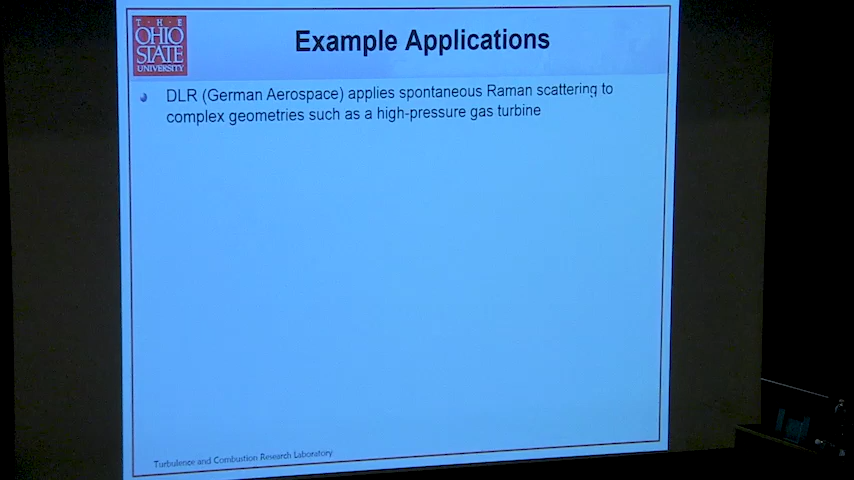 T · H · E
OHIO
STATE
UNIVERSITY
Example Applications
DLR (German Aerospace) applies spontaneous Raman scattering to
complex geometries such as a high-pressure gas turbine
Turbulence and Combustion Research Laboratory